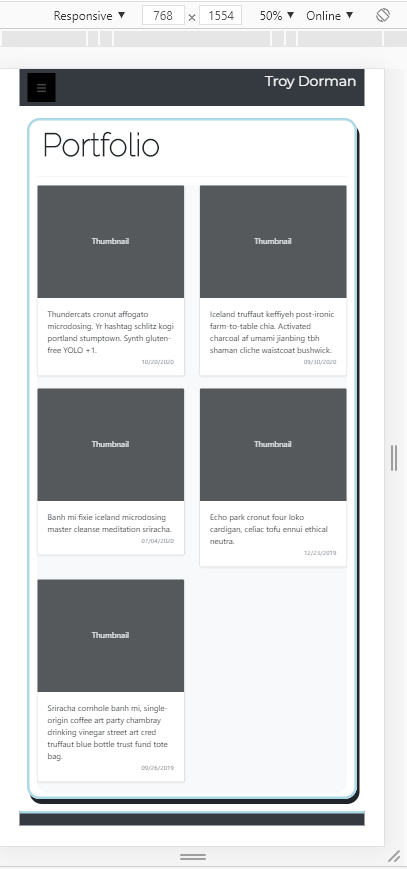 Responsive ▼ 768 × 1554 50% ▼ Online ▼
Troy Dorman
Portfolio
Thumbnail
Thundercats cronut affogato
microdosing. Yr hashtag schlitz kogi
portland stumptown. Synth gluten-
free YOLO +1.
10/20/2020
Thumbnail
Iceland truffaut keffiyeh post-ironic
farm-to-table chia. Activated
charcoal af umami jianbing tbh
shaman cliche waistcoat bushwick.
09/30/2020
Thumbnail
Banh mi fixie iceland microdosing
master cleanse meditation sriracha.
07/04/2020
Thumbnail
Echo park cronut four loko
cardigan, celiac tofu ennui ethical
neutra.
12/23/2019
Thumbnail
Sriracha cornhole banh mi, single-
origin coffee art party chambray
drinking vinegar street art cred
truffaut blue bottle trust fund tote
bag.
09/26/2019